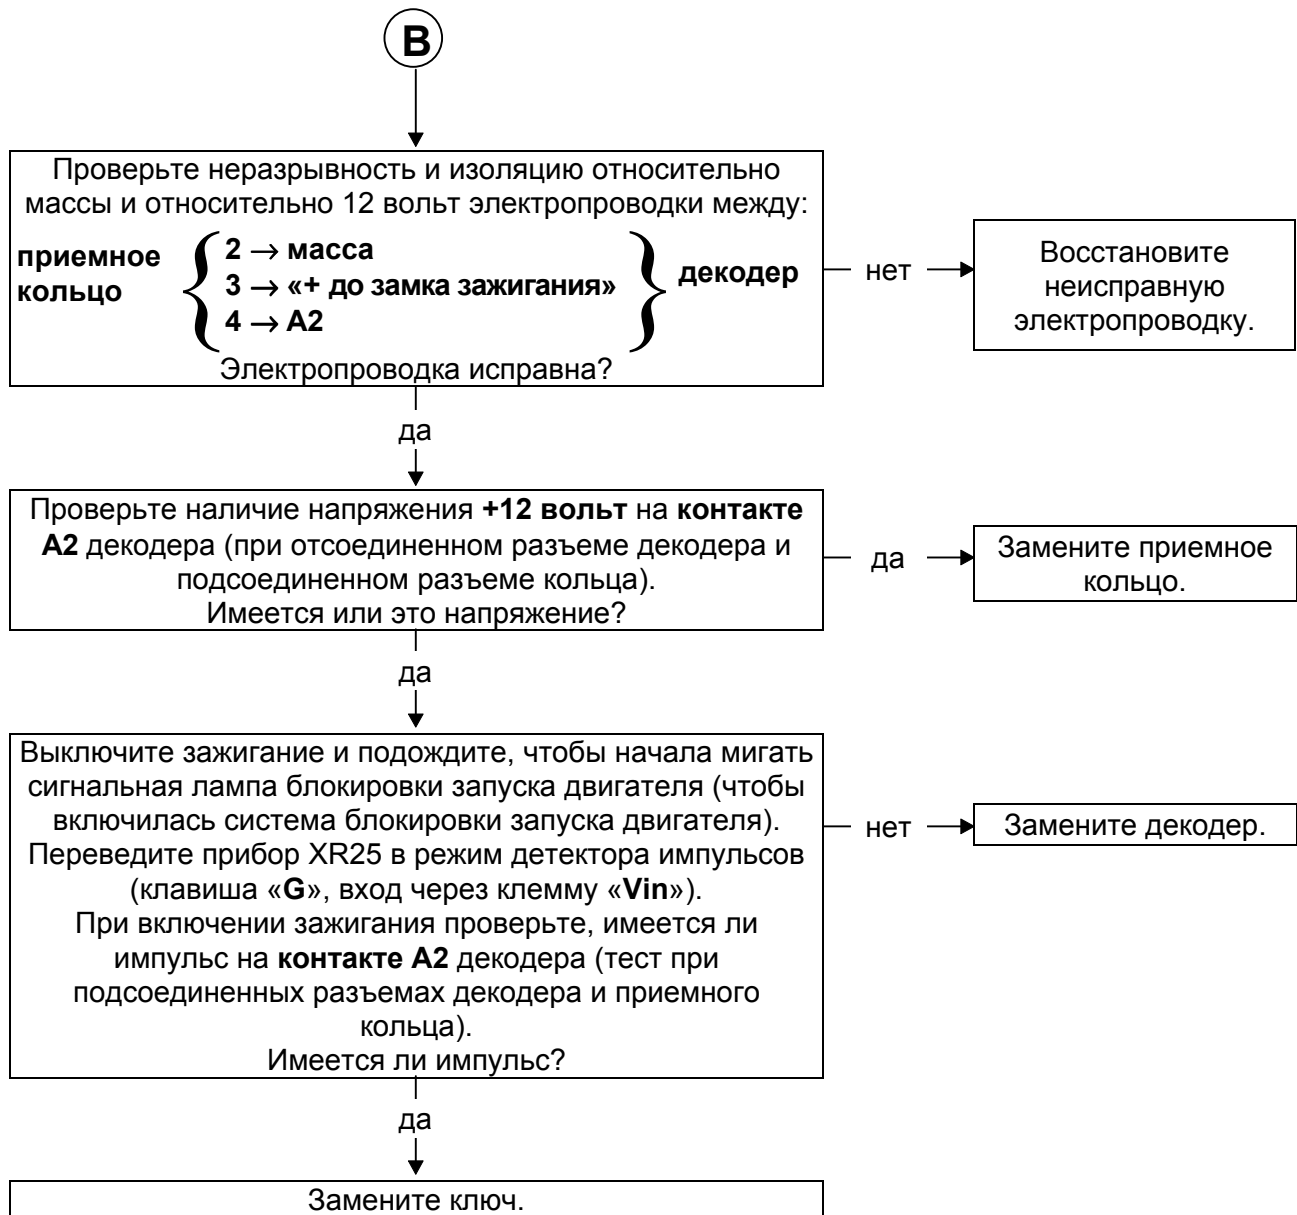 B
Проверьте неразрывность и изоляцию относительно
массы и относительно 12 вольт электропроводки между:
приемное
кольцо
2 → масса
3 → «+ до замка зажигания»
4 → A2
декодер
Электропроводка исправна?
нет
Восстановите
неисправную
электропроводку.
да
Проверьте наличие напряжения +12 вольт на контакте
A2 декодера (при отсоединенном разъеме декодера и
подсоединенном разъеме кольца).
Имеется или это напряжение?
да
Замените приемное
кольцо.
да
Выключите зажигание и подождите, чтобы начала мигать
сигнальная лампа блокировки запуска двигателя (чтобы
включилась система блокировки запуска двигателя).
Переведите прибор XR25 в режим детектора импульсов
(клавиша «G», вход через клемму «Vin»).
При включении зажигания проверьте, имеется ли
импульс на контакте A2 декодера (тест при
подсоединенных разъемах декодера и приемного
кольца).
Имеется ли импульс?
нет
Замените декодер.
да
Замените ключ.